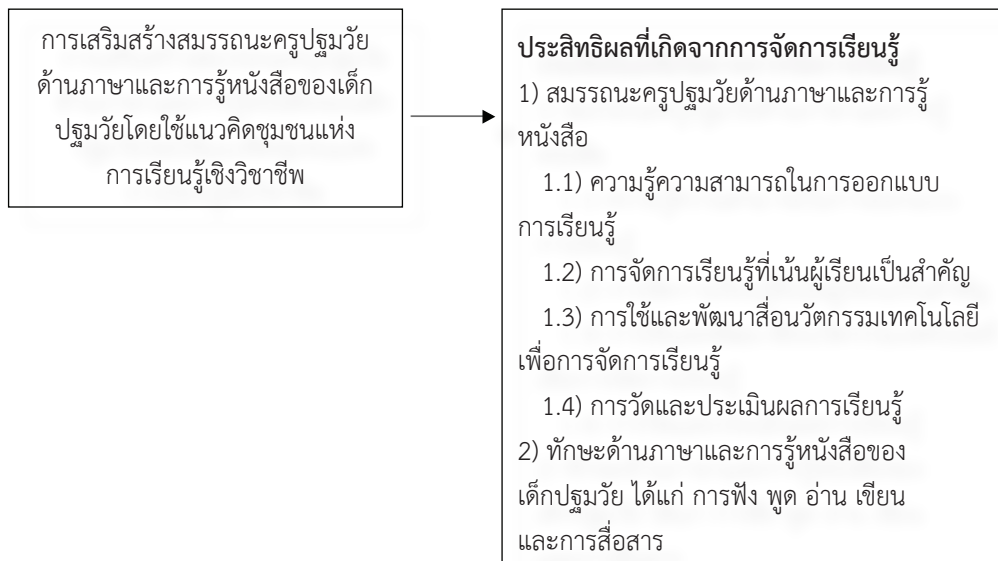 การเสริมสร้างสมรรถนะครูปฐมวัย
ด้านภาษาและการรู้หนังสือของเด็ก
ปฐมวัยโดยใช้แนวคิดชุมชนแห่ง
การเรียนรู้เชิงวิชาชีพ
ประสิทธิผลที่เกิดจากการจัดการเรียนรู้
1) สมรรถนะครูปฐมวัยด้านภาษาและการรู้
หนังสือ
1.1) ความรู้ความสามารถในการออกแบบ
การเรียนรู้
1.2) การจัดการเรียนรู้ที่เน้นผู้เรียนเป็นสำคัญ
1.3) การใช้และพัฒนาสื่อนวัตกรรมเทคโนโลยี
เพื่อการจัดการเรียนรู้
1.4) การวัดและประเมินผลการเรียนรู้
2) ทักษะด้านภาษาและการรู้หนังสือของ
เด็กปฐมวัย ได้แก่ การฟัง พูด อ่าน เขียน
และการสื่อสาร